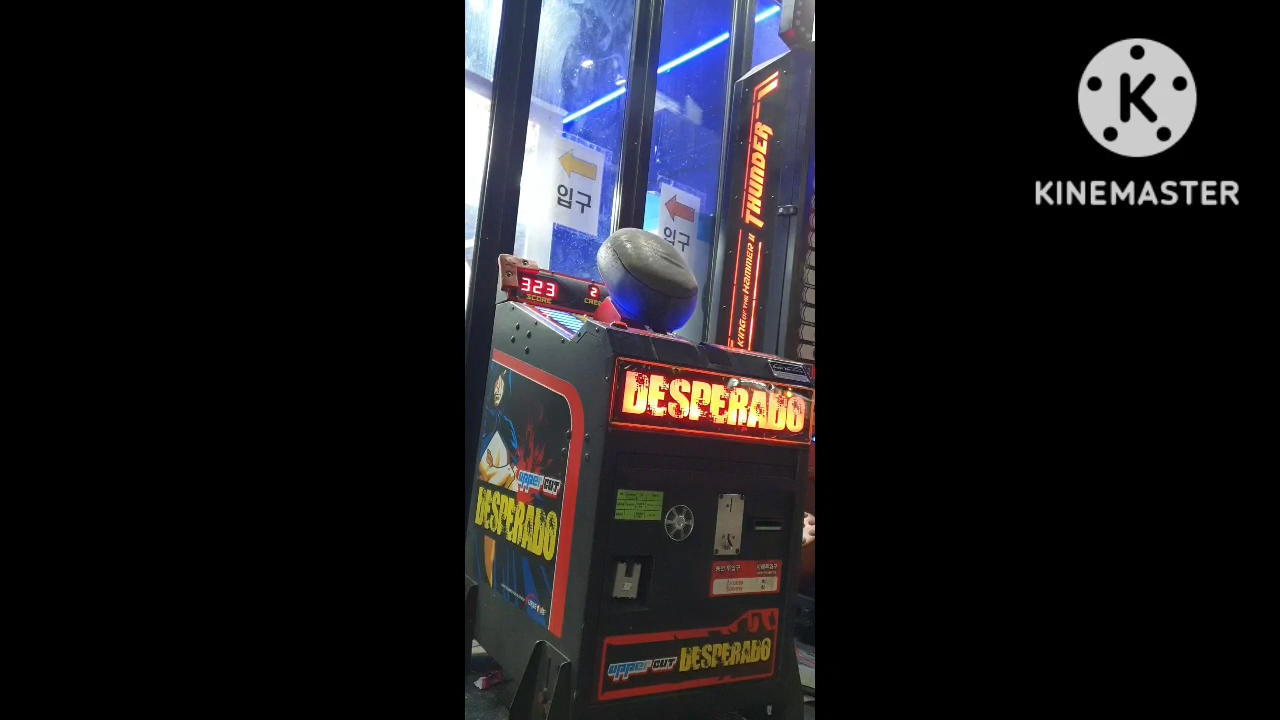 KINEMASTER
입구
입구
THUNDER
KING OF THE HAMMER II
323
SCORE
2
DESPERADO
upper CUT
DESPERADO
upper CUT DESPERADO